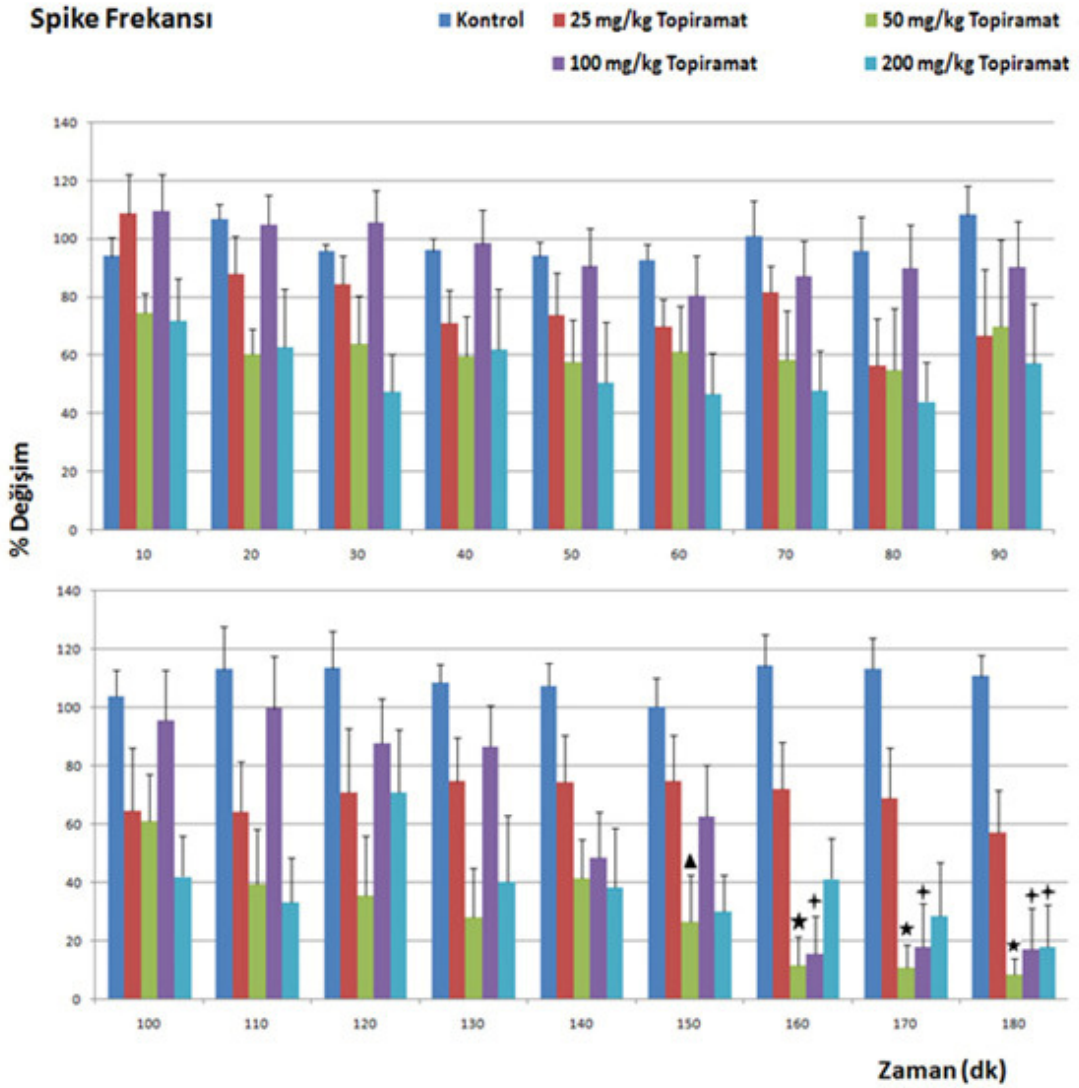 Spike Frekansı
Kontrol 25 mg/kg Topiramat 50 mg/kg Topiramat
100 mg/kg Topiramat 200 mg/kg Topiramat
% Değişim
140
120
100
80
60
40
20
0
10 20 30 40 50 60 70 80 90
140
120
100
80
60
40
20
0
100 110 120 130 140 150 160 170 180
Zaman (dk)